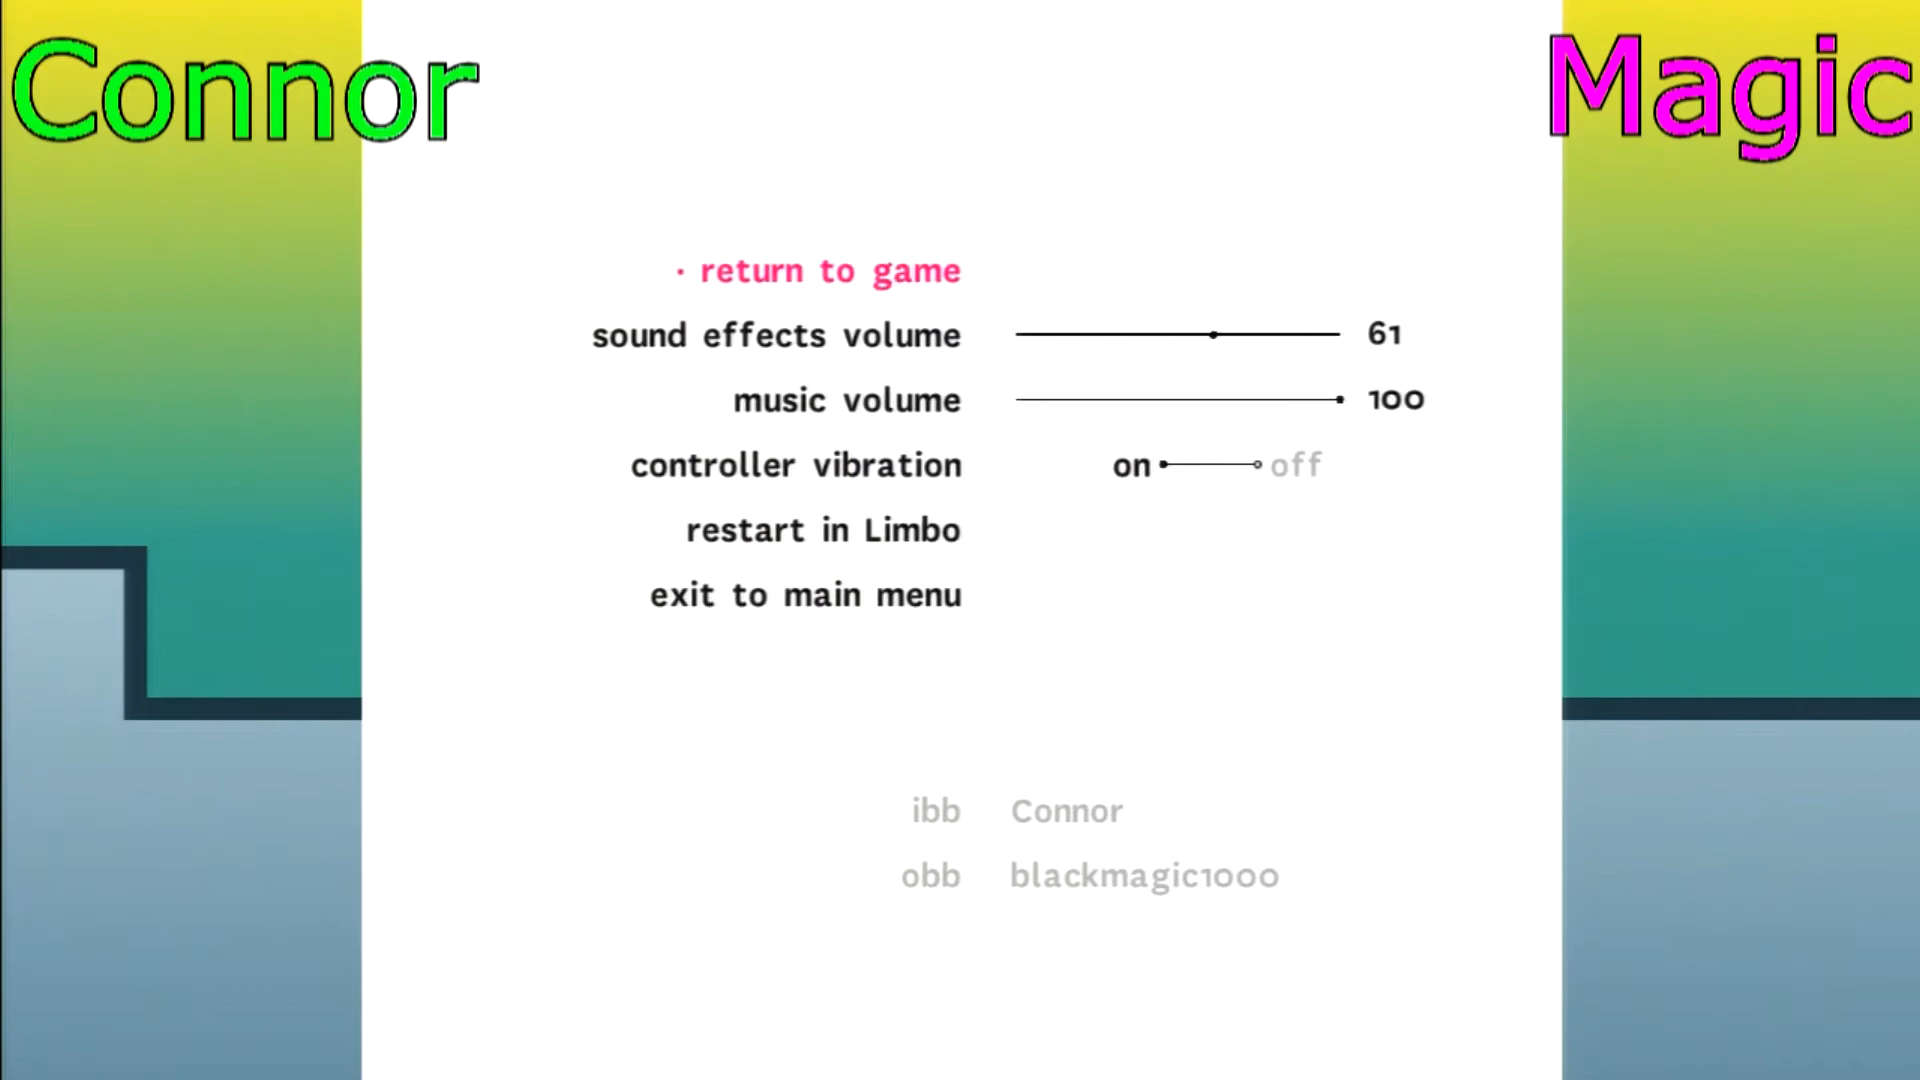 Connor
Magic
· return to game
sound effects volume 61
music volume 100
controller vibration on off
restart in Limbo
exit to main menu
ibb Connor
obb blackmagic1000